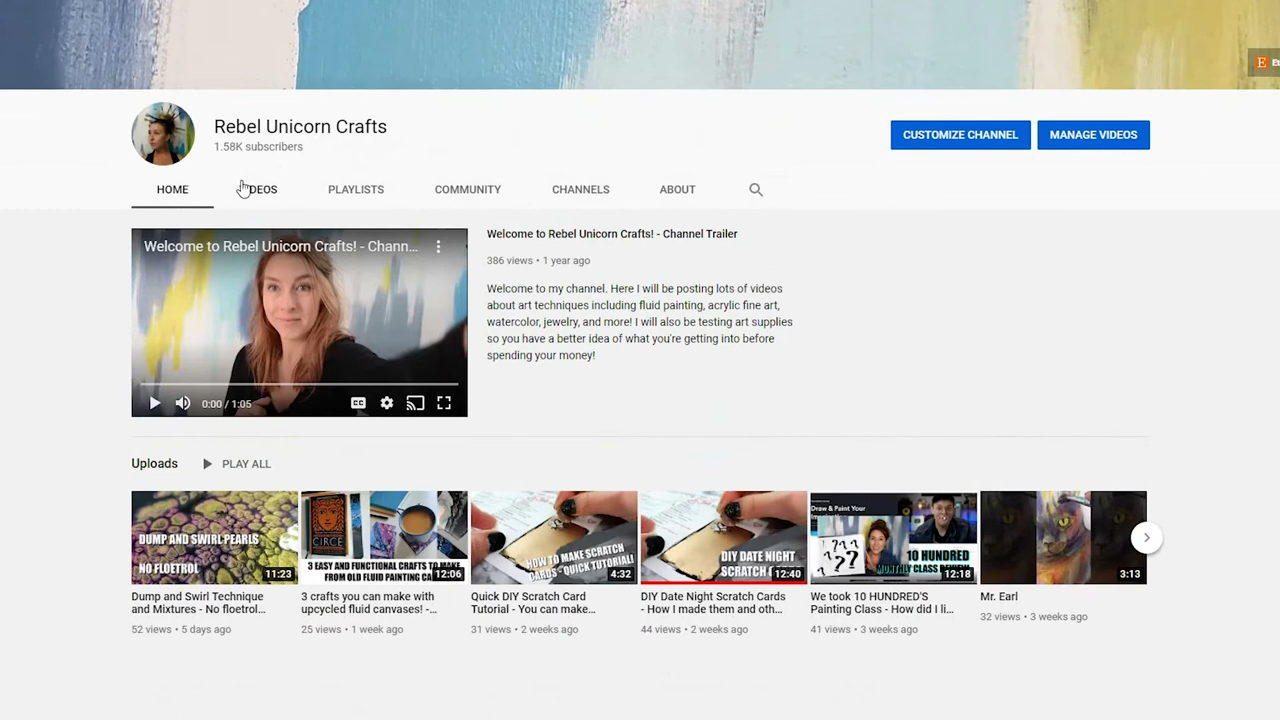 Rebel Unicorn Crafts
1.58K subscribers
CUSTOMIZE CHANNEL
MANAGE VIDEOS
HOME
PLAYLISTS
COMMUNITY
CHANNELS
ABOUT
Welcome to Rebel Unicorn Crafts! - Chann...
0:00 / 1:05
CC
Welcome to Rebel Unicorn Crafts! - Channel Trailer
386 views • 1 year ago
Welcome to my channel. Here I will be posting lots of videos
about art techniques including fluid painting, acrylic fine art,
watercolor, jewelry, and more! I will also be testing art supplies
so you have a better idea of what you're getting into before
spending your money!
Uploads
PLAY ALL
DUMP AND SWIRL PEARLS
NO FLOETROL
11:23
Dump and Swirl Technique
and Mixtures - No floetrol...
52 views • 5 days ago
CIRCE
3 EASY AND FUNCTIONAL CRAFTS TO MAKE
FROM OLD FLUID PAINTING
12:06
3 crafts you can make with
upcycled fluid canvases! -...
25 views • 1 week ago
HOW TO MAKE SCRATCH
CARDS - QUICK TUTORIAL!
4:32
Quick DIY Scratch Card
Tutorial - You can make...
31 views • 2 weeks ago
DIY DATE NIGHT
SCRATCH
12:40
DIY Date Night Scratch Cards
- How I made them and oth...
44 views • 2 weeks ago
Draw & Paint Your
???
10 HUNDRED
MONTHLY CLASS REVIEW
12:18
We took 10 HUNDRED'S
Painting Class - How did I li...
41 views • 3 weeks ago
3:13
Mr. Earl
32 views • 3 weeks ago